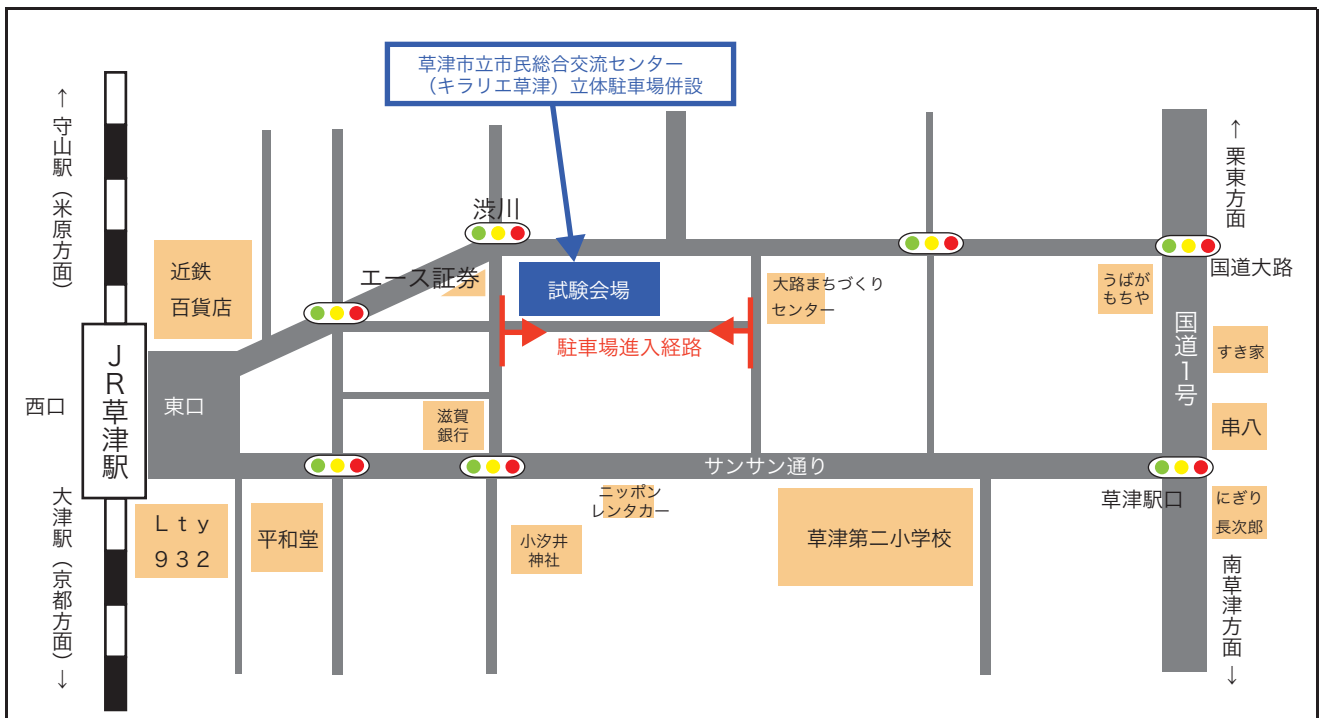 草津市立市民総合交流センター
（キラリエ草津）立体駐車場併設
↑守山駅（米原方面）
↑栗東方面
渋川
近鉄
百貨店
エース証券
試験会場
大路まちづくり
センター
うばが
もちや
国道大路
駐車場進入経路
国道1号
すき家
JR草津駅
西口
東口
滋賀
銀行
串八
サンサン通り
草津駅口
大津駅（京都方面）↓
Lty
932
平和堂
小汐井
神社
ニッポン
レンタカー
草津第二小学校
にぎり
長次郎
南草津方面↓